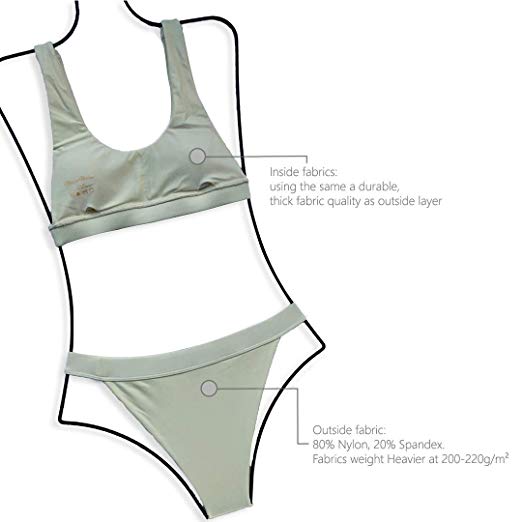 Inside fabrics:
using the same a durable,
thick fabric quality as outside layer
Outside fabric:
80% Nylon, 20% Spandex.
Fabrics weight Heavier at 200-220g/m²